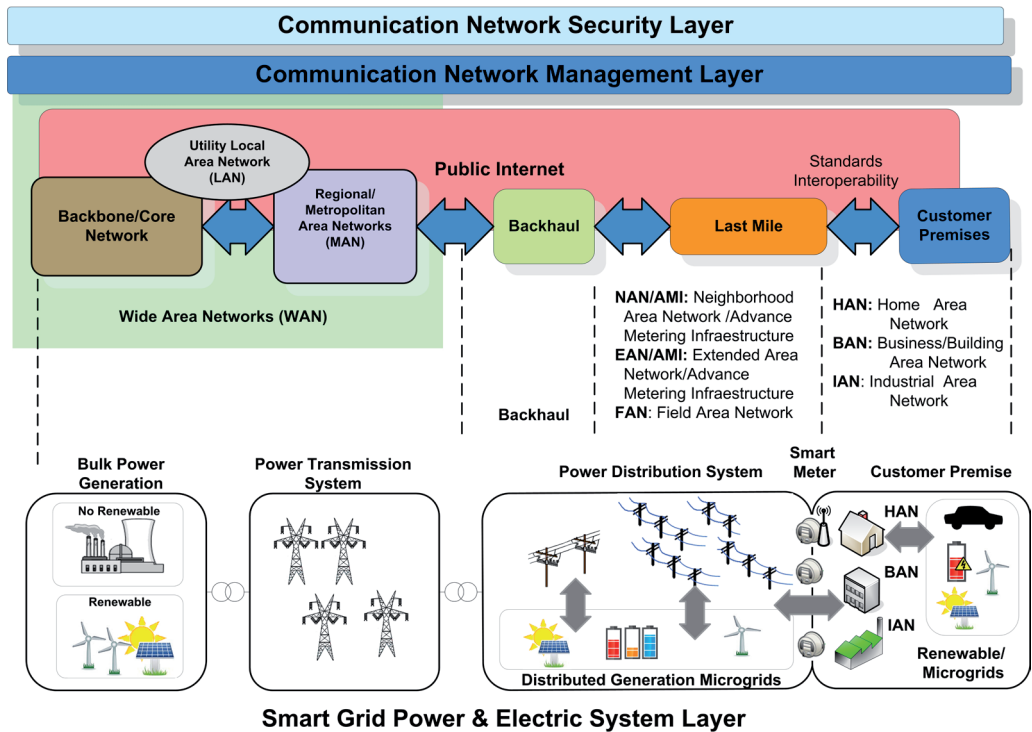 Communication Network Security Layer
Communication Network Management Layer
Utility Local
Area Network
(LAN)
Public Internet
Standards
Interoperability
Backbone/Core
Network
Regional/
Metropolitan
Area Networks
(MAN)
Backhaul
Last Mile
Customer
Premises
Wide Area Networks (WAN)
NAN/AMI: Neighborhood
Area Network /Advance
Metering Infraestructure
EAN/AMI: Extended Area
Network/Advance
Metering Infraestructure
FAN: Field Area Network
HAN: Home Area
Network
BAN: Business/Building
Area Network
IAN: Industrial Area
Network
Backhaul
Bulk Power
Generation
Power Transmission
System
Power Distribution System
Smart
Meter
Customer Premise
No Renewable
Renewable
HAN
BAN
IAN
Renewable/
Microgrids
Distributed Generation Microgrids
Smart Grid Power & Electric System Layer